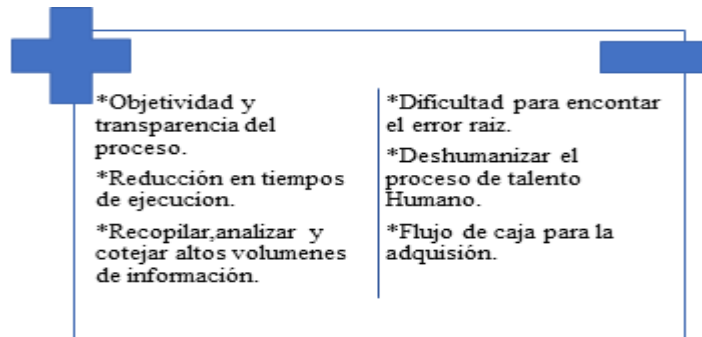 *Objetividad y
transparencia del
proceso.
*Reducción en tiempos
de ejecucíon.
*Recopilar,analizar y
cotejar altos volumenes
de información.
*Dificultad para encontar
el error raiz.
*Deshumanizar el
proceso de talento
Humano.
*Flujo de caja para la
adquisión.